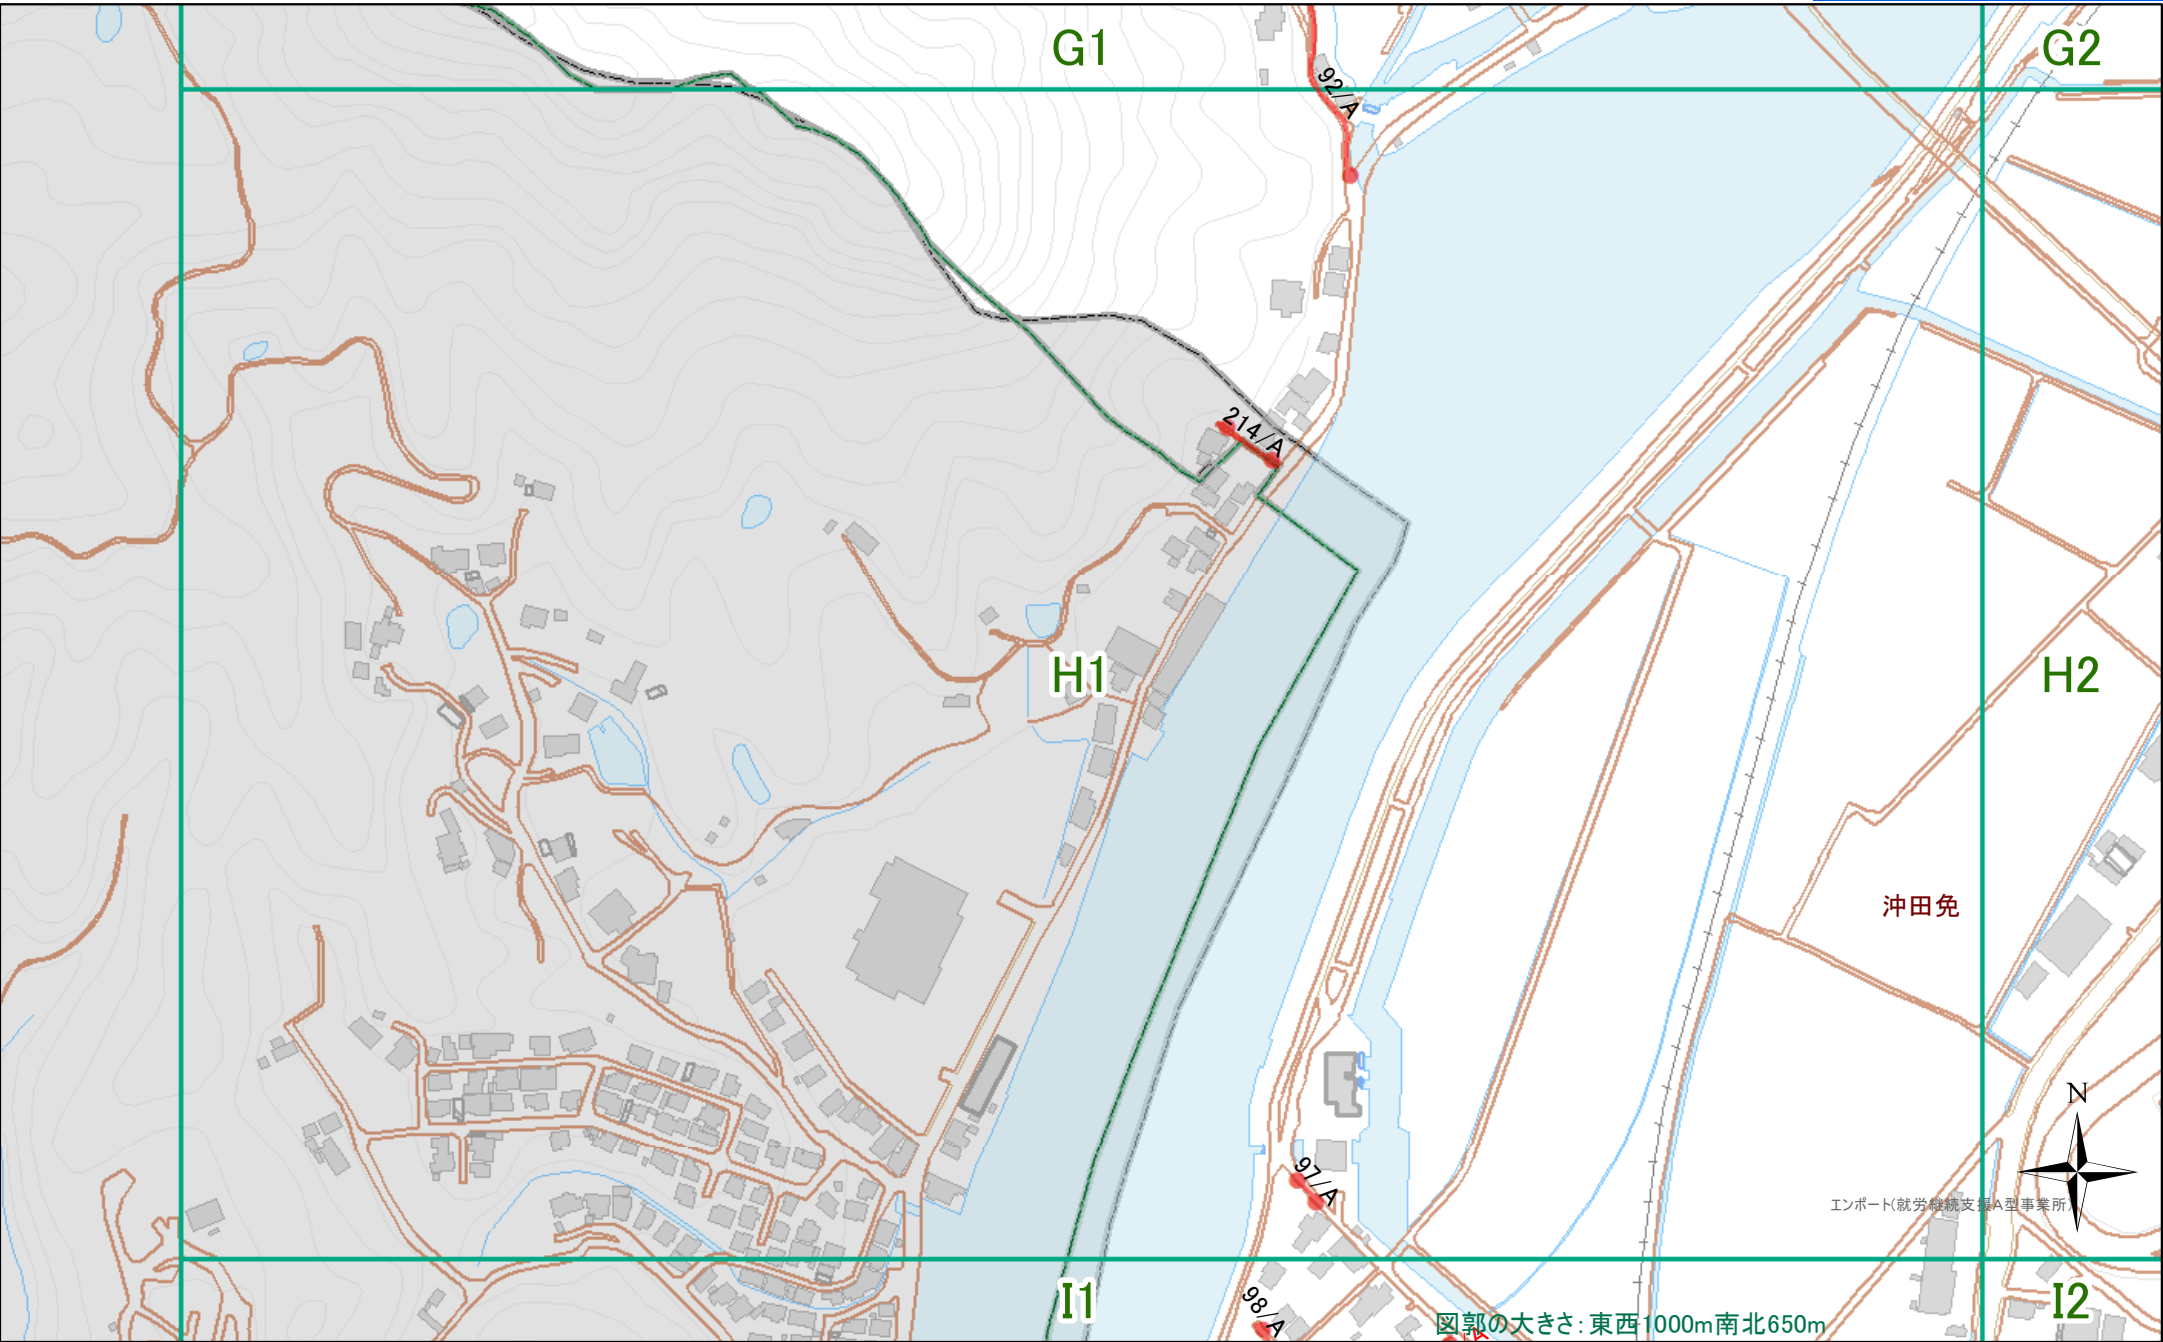 G1
G2
92/A
214/A
H1
H2
沖田免
N
97/A
エンポート(就労継続支援A型事業所)
98/A
I1
I2
図郭の大きさ:東西1000m南北650m